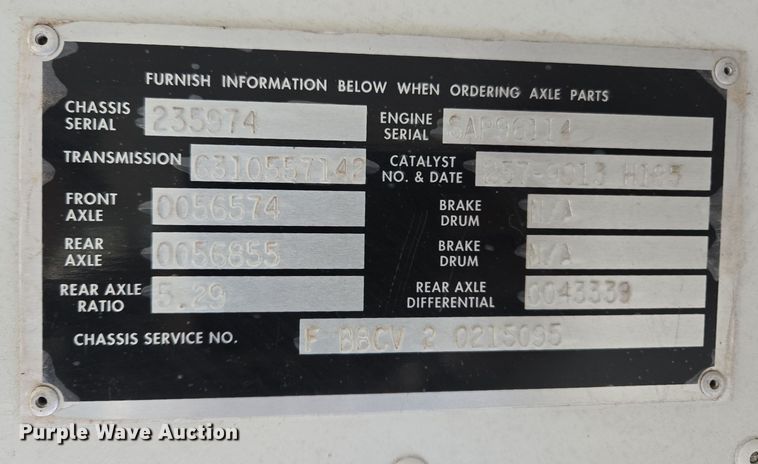 FURNISH INFORMATION BELOW WHEN ORDERING AXLE PARTS
CHASSIS SERIAL 235974 ENGINE SERIAL SAP96114
TRANSMISSION 6310557142 CATALYST NO. & DATE
FRONT AXLE 0056574 BRAKE DRUM N/A
REAR AXLE 0056855 BRAKE DRUM N/A
REAR AXLE RATIO 5.29 REAR AXLE DIFFERENTIAL 0043339
CHASSIS SERVICE NO. F BBCV 2 0215095
Purple Wave Auction